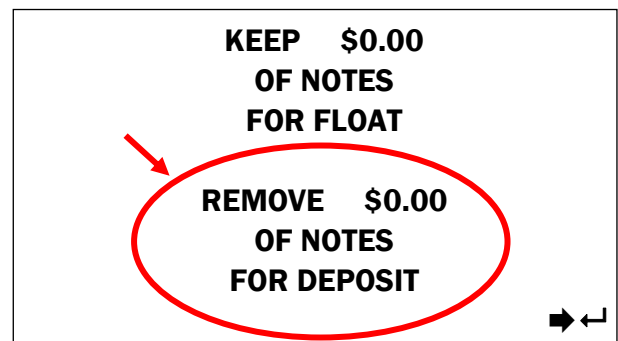 KEEP $0.00
OF NOTES
FOR FLOAT
REMOVE $0.00
OF NOTES
FOR DEPOSIT